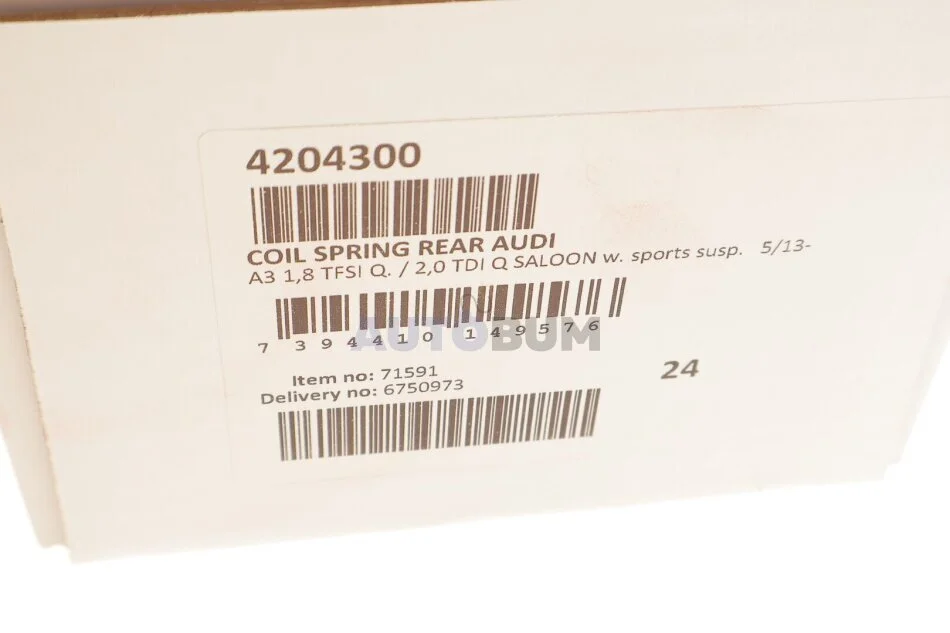 4204300
COIL SPRING REAR AUDI
A3 1,8 TFSI Q. / 2,0 TDI Q SALOON w. sports susp. 5/13-
7 394410 149576
AUTOBUM
Item no: 71591
24
Delivery no: 6750973